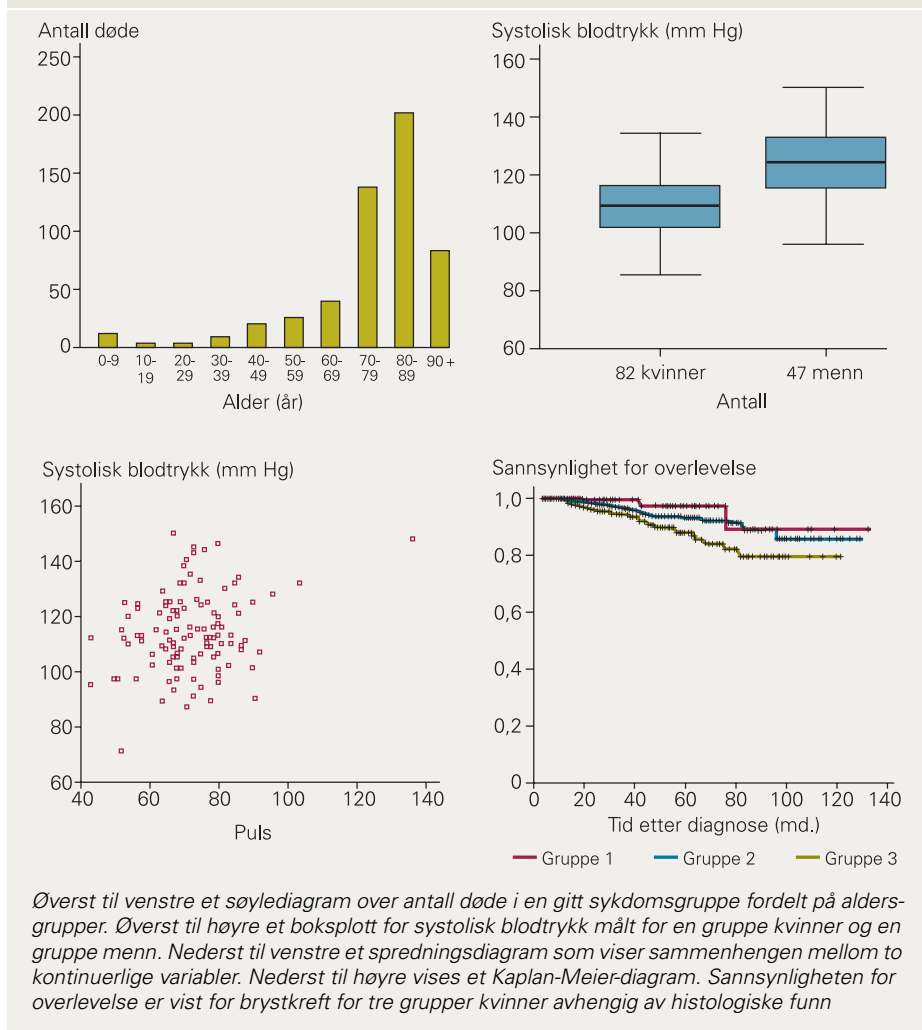 Antall døde
250
200
150
100
50
0
0-9 10- 20- 30- 40- 50- 60- 70- 80- 90 +
19 29 39 49 59 69 79 89
Alder (år)
Systolisk blodtrykk (mm Hg)
160
140
120
100
80
60
82 kvinner 47 menn
Antall
Systolisk blodtrykk (mm Hg)
160
140
120
100
80
60
40 60 80 100 120 140
Puls
Sannsynlighet for overlevelse
1,0
0,8
0,6
0,4
0,2
0
0 20 40 60 80 100 120 140
Tid etter diagnose (md.)
Gruppe 1 Gruppe 2 Gruppe 3
Øverst til venstre et søylediagram over antall døde i en gitt sykdomsgruppe fordelt på alders-
grupper. Øverst til høyre et boksplott for systolisk blodtrykk målt for en gruppe kvinner og en
gruppe menn. Nederst til venstre et spredningsdiagram som viser sammenhengen mellom to
kontinuerlige variabler. Nederst til høyre vises et Kaplan-Meier-diagram. Sannsynligheten for
overlevelse er vist for brystkreft for tre grupper kvinner avhengig av histologiske funn